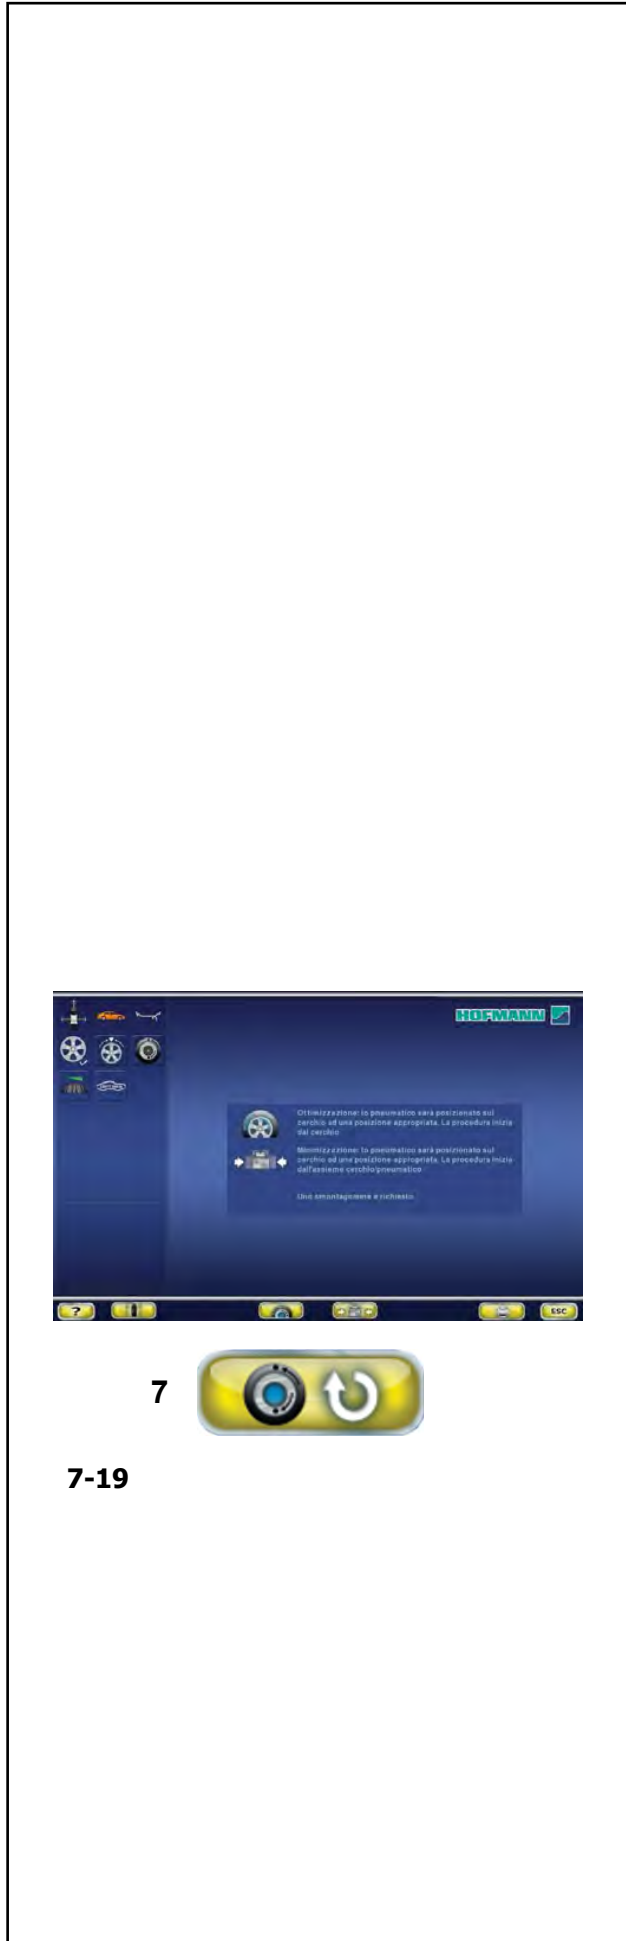 HOFMANN
Ottimizzazione: lo pneumatico sarà posizionato sul
cerchio ad una posizione appropriata. La procedura inizia
dal cerchio
Minimizzazione: lo pneumatico sarà posizionato sul
cerchio ad una posizione appropriata. La procedura inizia
dall'assieme cerchio/pneumatico
Uno smontagomme è richiesto
?
ESC
7
7-19